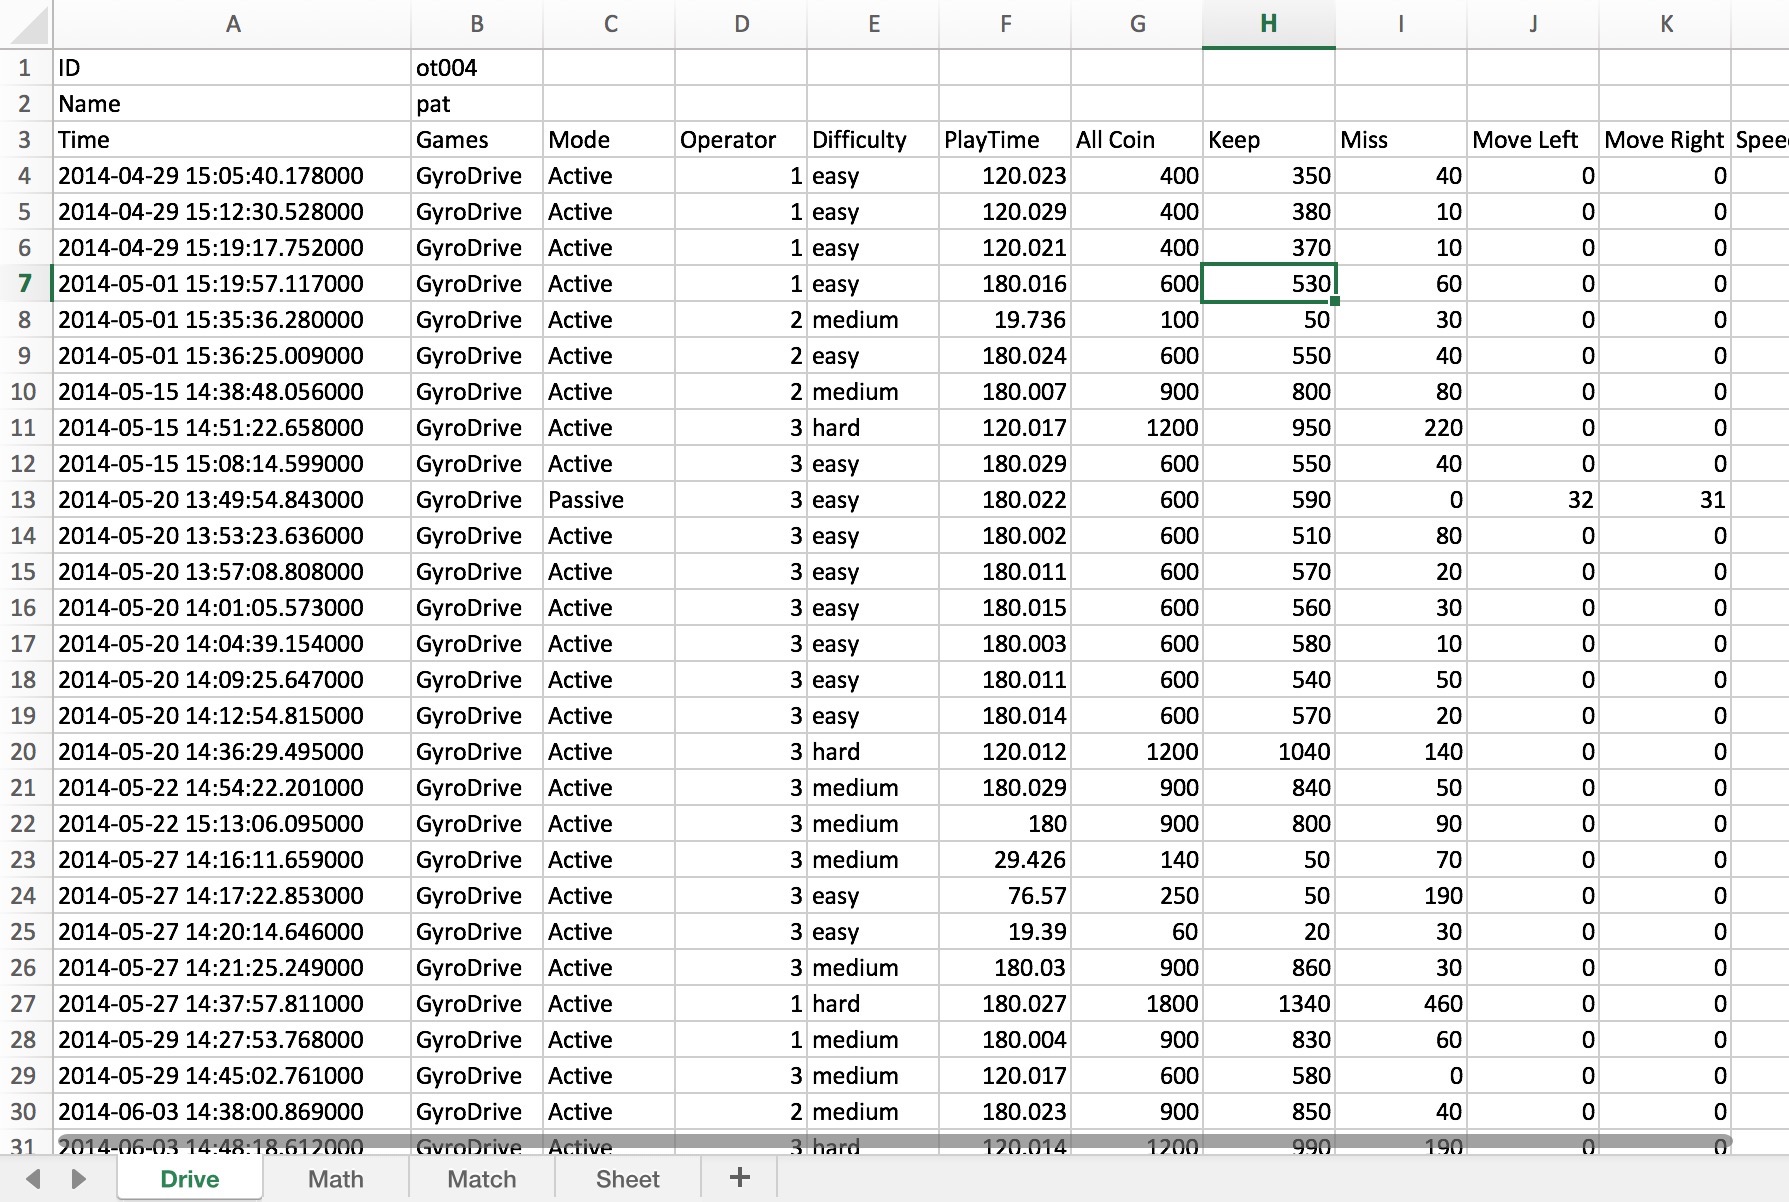 A B C D E F G H I J K
1 ID ot004
2 Name pat
3 Time Games Mode Operator Difficulty PlayTime All Coin Keep Miss Move Left Move Right
4 2014-04-29 15:05:40.178000 GyroDrive Active 1 easy 120.023 400 350 40 0 0
5 2014-04-29 15:12:30.528000 GyroDrive Active 1 easy 120.029 400 380 10 0 0
6 2014-04-29 15:19:17.752000 GyroDrive Active 1 easy 120.021 400 370 10 0 0
7 2014-05-01 15:19:57.117000 GyroDrive Active 1 easy 180.016 600 530 60 0 0
8 2014-05-01 15:35:36.280000 GyroDrive Active 2 medium 19.736 100 50 30 0 0
9 2014-05-01 15:36:25.009000 GyroDrive Active 2 easy 180.024 600 550 40 0 0
10 2014-05-15 14:38:48.056000 GyroDrive Active 2 medium 180.007 900 800 80 0 0
11 2014-05-15 14:51:22.658000 GyroDrive Active 3 hard 120.017 1200 950 220 0 0
12 2014-05-15 15:08:14.599000 GyroDrive Active 3 easy 180.029 600 550 40 0 0
13 2014-05-20 13:49:54.843000 GyroDrive Passive 3 easy 180.022 600 590 0 32 31
14 2014-05-20 13:53:23.636000 GyroDrive Active 3 easy 180.002 600 510 80 0 0
15 2014-05-20 13:57:08.808000 GyroDrive Active 3 easy 180.011 600 570 20 0 0
16 2014-05-20 14:01:05.573000 GyroDrive Active 3 easy 180.015 600 560 30 0 0
17 2014-05-20 14:04:39.154000 GyroDrive Active 3 easy 180.003 600 580 10 0 0
18 2014-05-20 14:09:25.647000 GyroDrive Active 3 easy 180.011 600 540 50 0 0
19 2014-05-20 14:12:54.815000 GyroDrive Active 3 easy 180.014 600 570 20 0 0
20 2014-05-20 14:36:29.495000 GyroDrive Active 3 hard 120.012 1200 1040 140 0 0
21 2014-05-22 14:54:22.201000 GyroDrive Active 3 medium 180.029 900 840 50 0 0
22 2014-05-22 15:13:06.095000 GyroDrive Active 3 medium 180 900 800 90 0 0
23 2014-05-27 14:16:11.659000 GyroDrive Active 3 medium 29.426 140 50 70 0 0
24 2014-05-27 14:17:22.853000 GyroDrive Active 3 easy 76.57 250 50 190 0 0
25 2014-05-27 14:20:14.646000 GyroDrive Active 3 easy 19.39 60 20 30 0 0
26 2014-05-27 14:21:25.249000 GyroDrive Active 3 medium 180.03 900 860 30 0 0
27 2014-05-27 14:37:57.811000 GyroDrive Active 1 hard 180.027 1800 1340 460 0 0
28 2014-05-29 14:27:53.768000 GyroDrive Active 1 medium 180.004 900 830 60 0 0
29 2014-05-29 14:45:02.761000 GyroDrive Active 3 medium 120.017 600 580 0 0 0
30 2014-06-03 14:38:00.869000 GyroDrive Active 2 medium 180.023 900 850 40 0 0
31 2014-06-03 14:48:18.612000 GyroDrive Active 3 hard 120.014 1200 990 190 0 0
Drive Math Match Sheet +